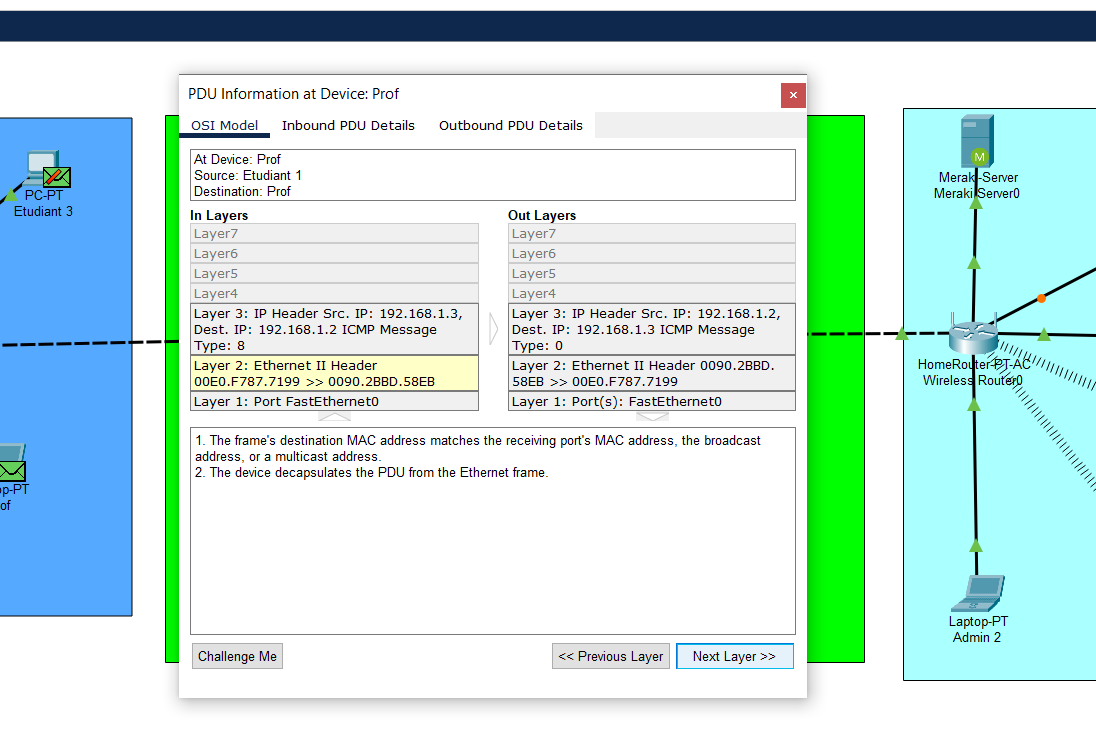 PDU Information at Device: Prof
OSI Model
Inbound PDU Details
Outbound PDU Details
At Device: Prof
Source: Etudiant 1
Destination: Prof
In Layers
Layer7
Layer6
Layer5
Layer4
Layer 3: IP Header Src. IP: 192.168.1.3,
Dest. IP: 192.168.1.2 ICMP Message
Type: 8
Layer 2: Ethernet II Header
00E0.F787.7199 >> 0090.2BBD.58EB
Layer 1: Port FastEthernet0
Out Layers
Layer7
Layer6
Layer5
Layer4
Layer 3: IP Header Src. IP: 192.168.1.2,
Dest. IP: 192.168.1.3 ICMP Message
Type: 0
Layer 2: Ethernet II Header 0090.2BBD.
58EB >> 00E0.F787.7199
Layer 1: Port(s): FastEthernet0
1. The frame's destination MAC address matches the receiving port's MAC address, the broadcast
address, or a multicast address.
2. The device decapsulates the PDU from the Ethernet frame.
Challenge Me
<< Previous Layer
Next Layer >>
PC-PT
Etudiant 3
op-PT
of
M
Meraki-Server
Meraki Server0
HomeRouter-PT-AC
Wireless Router0
Laptop-PT
Admin 2